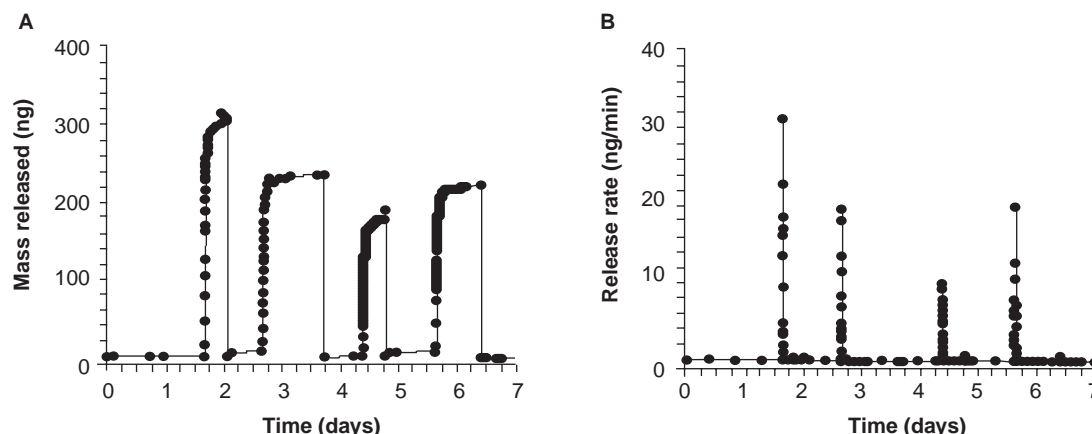 A
400
300
200
100
0
Mass released (ng)
0 1 2 3 4 5 6 7
Time (days)
B
40
30
20
10
0
Release rate (ng/min)
0 1 2 3 4 5 6 7
Time (days)